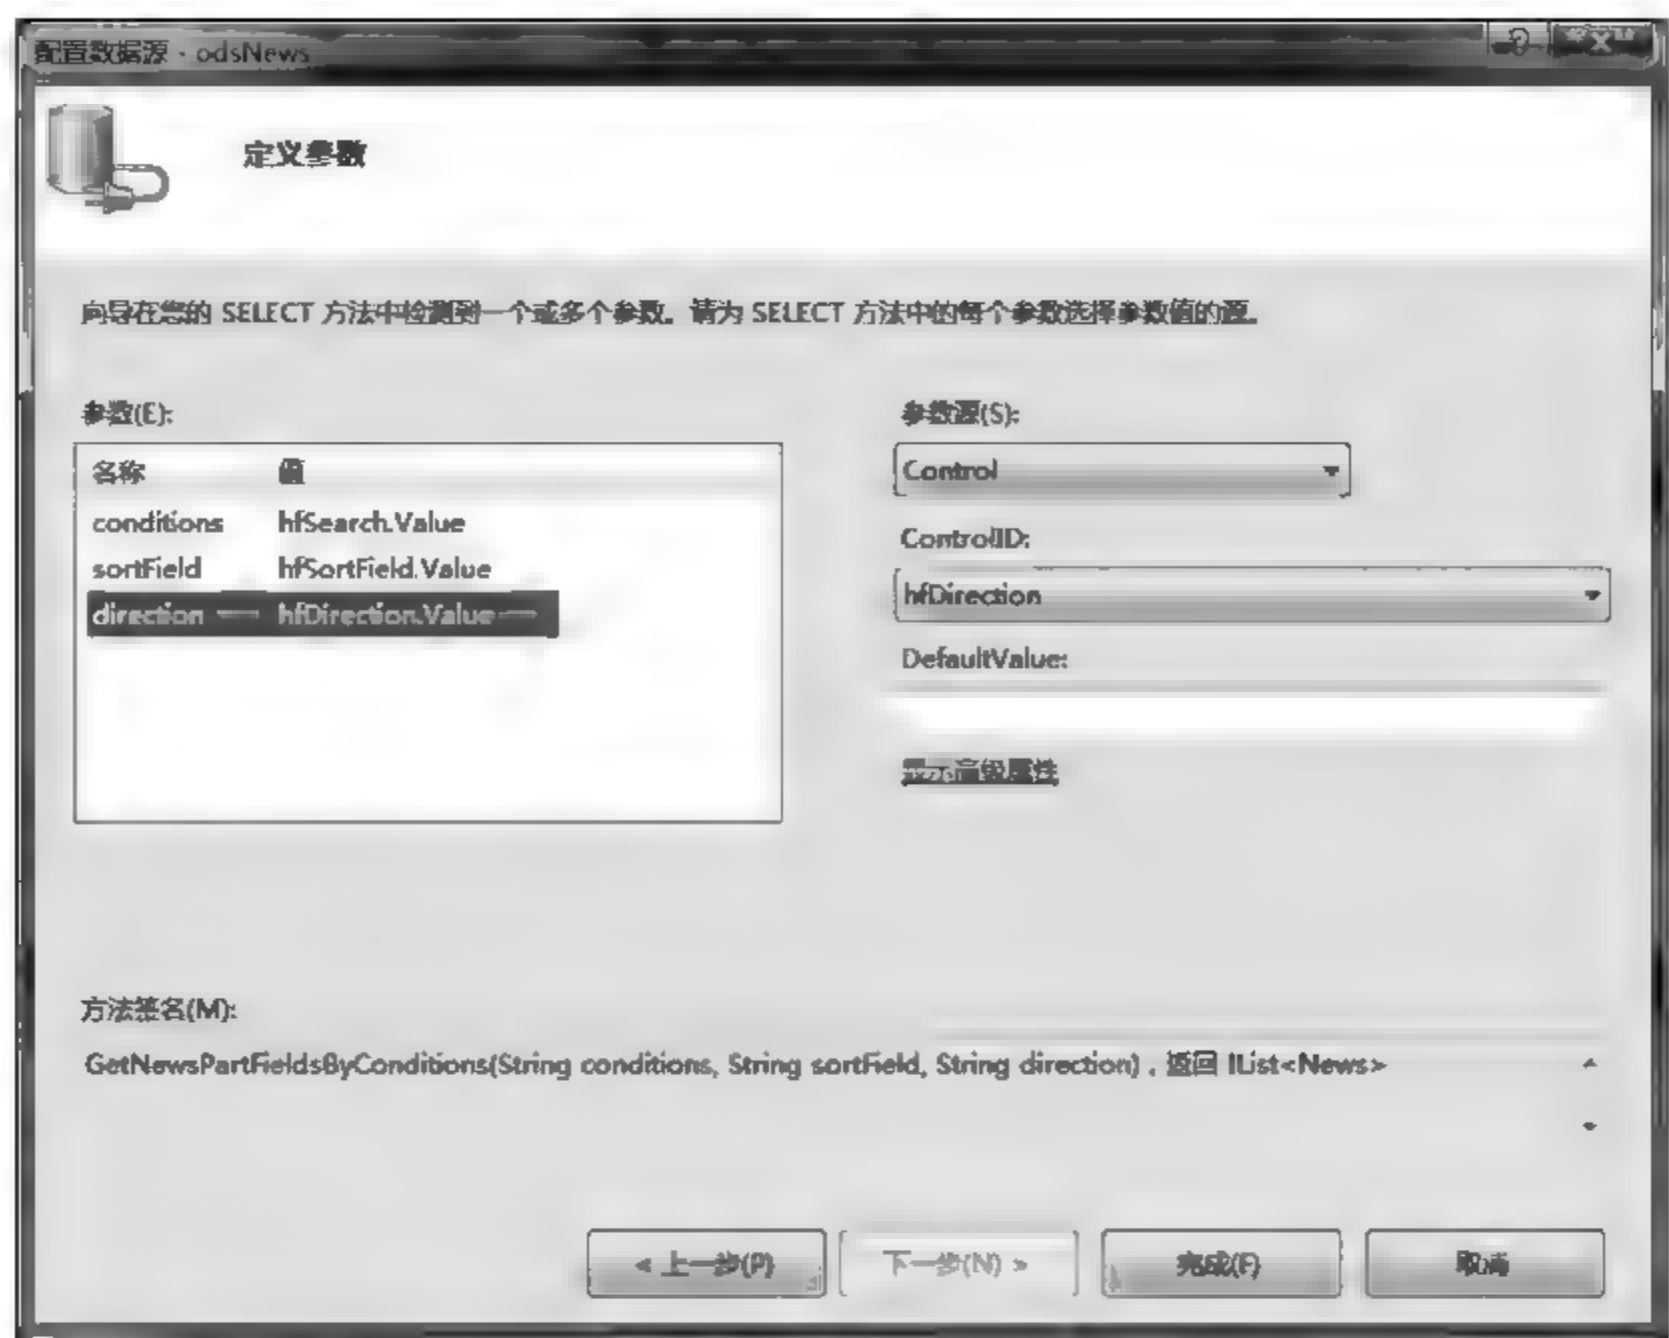 配置数据源 - odsNews
定义参数
向导在您的 SELECT 方法中检测到一个或多个参数。请为 SELECT 方法中的每个参数选择参数值的源。
参数(E):
名称 值
conditions hfSearch.Value
sortField hfSortField.Value
direction hfDirection.Value
参数源(S):
Control
ControlID:
hfDirection
DefaultValue:
显示高级属性
方法签名(M):
GetNewsPartFieldsByConditions(String conditions, String sortField, String direction) , 返回 IList<News>
< 上一步(P)
下一步(N) >
完成(F)
取消